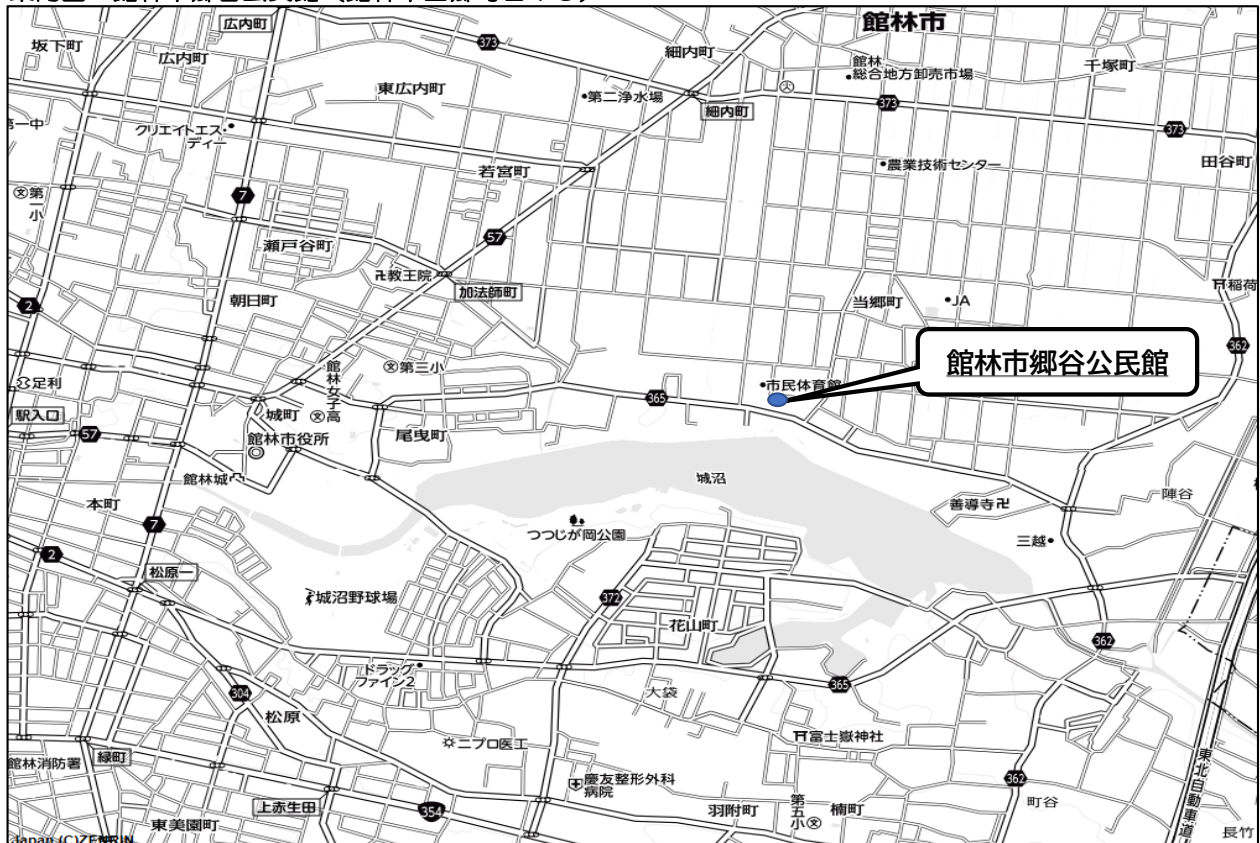 館林市
広内町
373
細内町
坂下町
広内町
館林
総合地方卸売市場
千塚町
東広内町
第二浄水場
細内町
373
373
クリエイトエス・
ディー
若宮町
農業技術センター
田谷町
第一小
7
57
瀬戸谷町
教王院
加法師町
朝日町
当郷町
JA
稲荷
2
362
館林市郷谷公民館
館林女子高
第三小
足利
市民体育館
365
駅入口
城町
57
尾曳町
館林市役所
館林城
城沼
善導寺
陣谷
本町
7
つつじが岡公園
三越
2
松原一
城沼野球場
372
花山町
362
ドラッグ
ファイン2
365
304
大袋
松原
ニプロ医工
富士嶽神社
緑町
館林消防署
慶友整形外科
病院
362
東北自動車道
上赤生田
354
羽附町
第五小
楠町
町谷
東美園町
長竹
Japan (C)ZENRIN